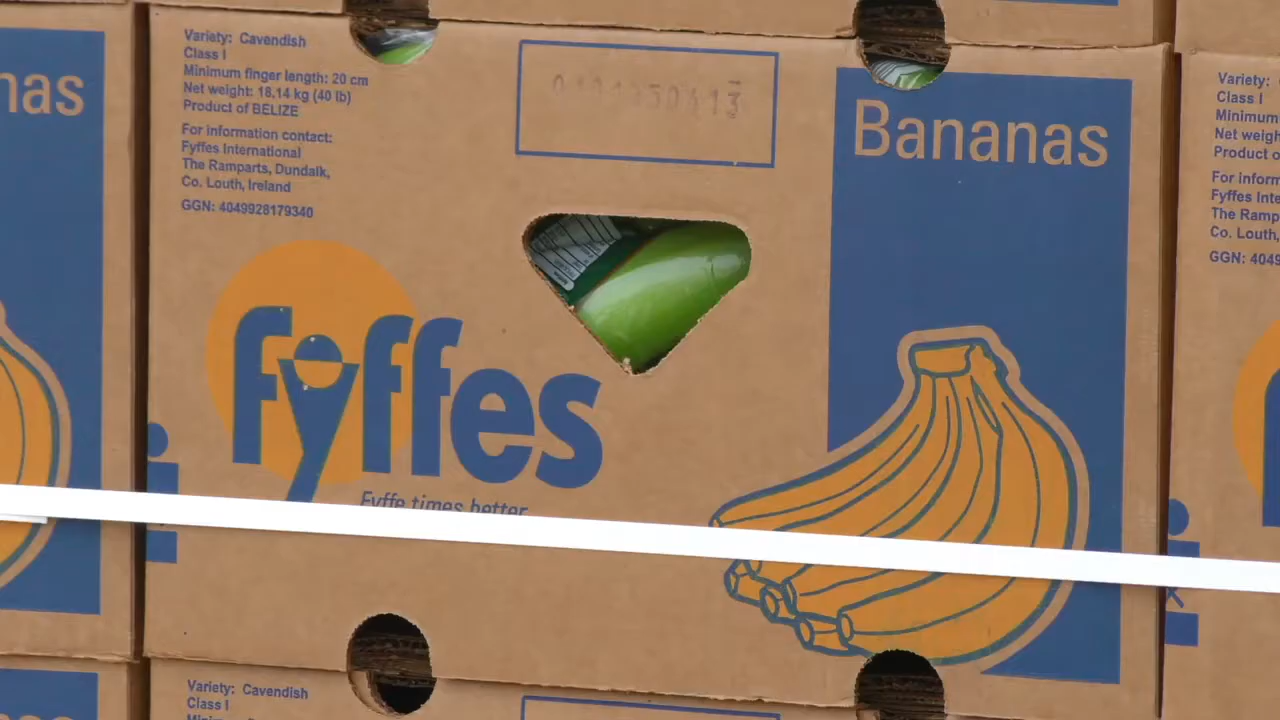 nas
Variety: Cavendish
Class I
Minimum finger length: 20 cm
Net weight: 18.14 kg (40 lb)
Product of BELIZE
For information contact:
Fyffes International
The Ramparts, Dundalk,
Co. Louth, Ireland
GGN: 4049928179340
fyffes
Fyffe times better
Bananas
Variety:
Class I
Minimum
Net weigh
Product o
For inform
Fyffes Inte
The Ramp
Co. Louth,
GGN: 4049
Variety: Cavendish
Class I